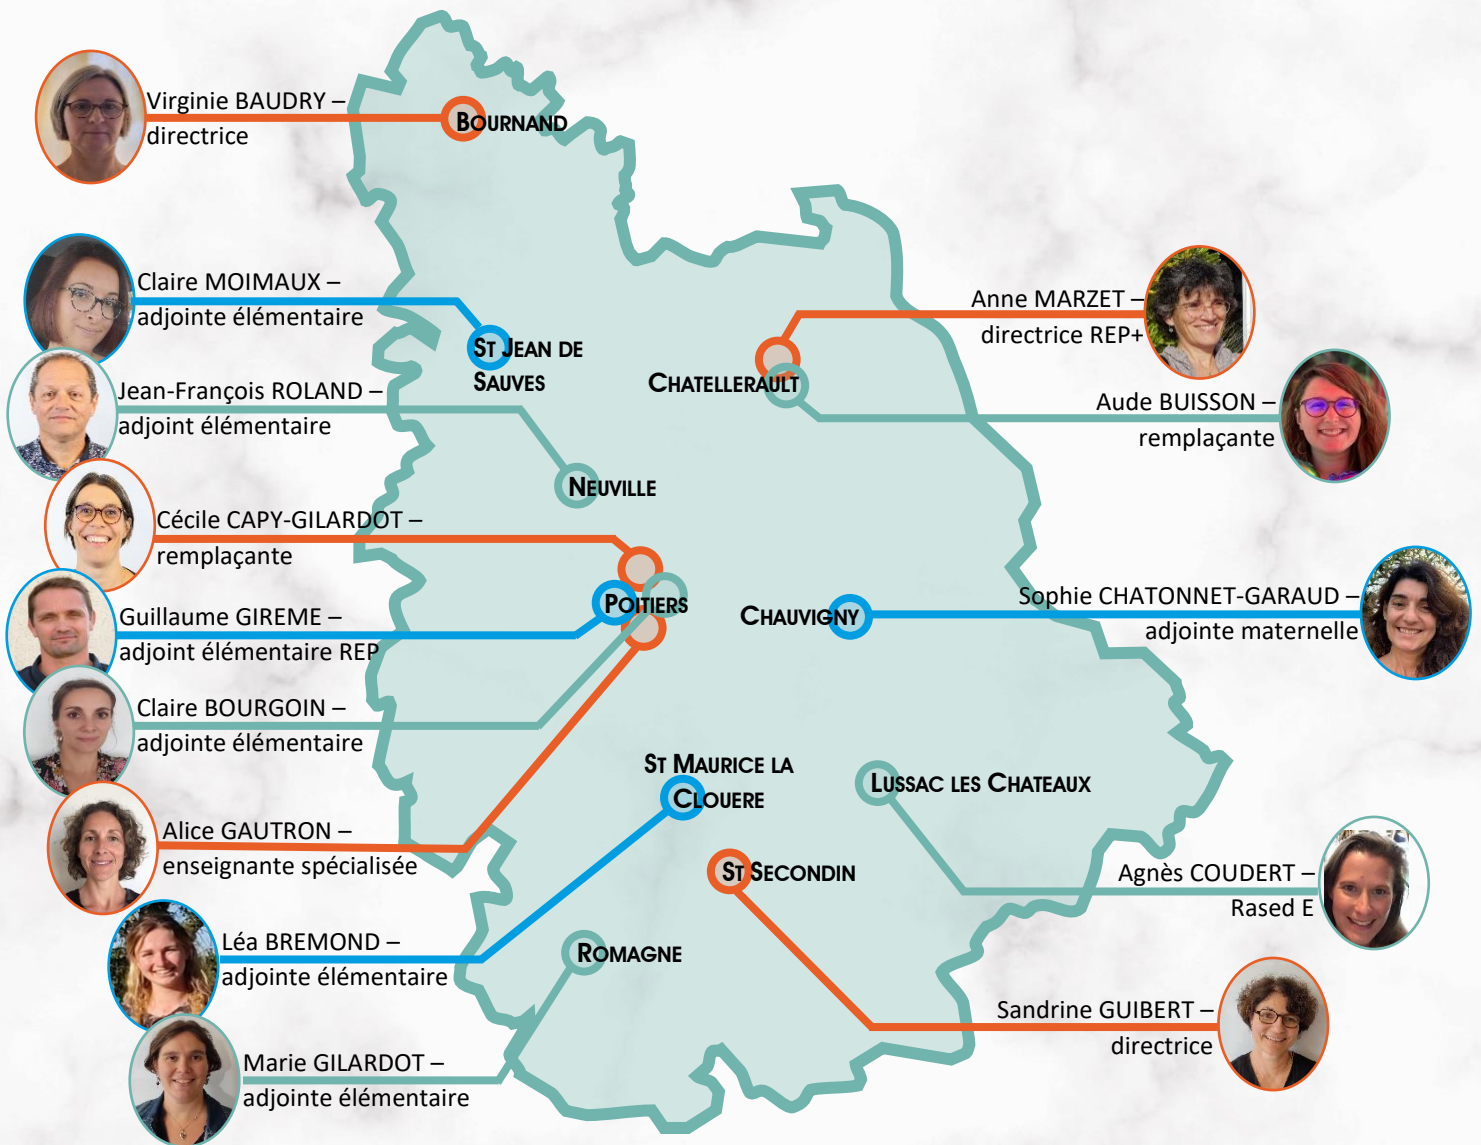 Virginie BAUDRY –
directrice
BOURNAND
Claire MOIMAUX –
adjointe élémentaire
ST JEAN DE
SAUVES
Anne MARZET –
directrice REP+
CHATELLERAULT
Jean-François ROLAND –
adjoint élémentaire
Aude BUISSON –
remplaçante
NEUVILLE
Cécile CAPY-GILARDOT –
remplaçante
POITIERS
CHAUVIGNY
Sophie CHATONNET-GARAUD –
adjointe maternelle
Guillaume GIREME –
adjoint élémentaire REP
Claire BOURGOIN –
adjointe élémentaire
ST MAURICE LA
CLOUERE
LUSSAC LES CHATEAUX
Alice GAUTRON –
enseignante spécialisée
ST SECONDIN
Agnès COUDERT –
Rased E
Léa BREMOND –
adjointe élémentaire
ROMAGNE
Sandrine GUIBERT –
directrice
Marie GILARDOT –
adjointe élémentaire